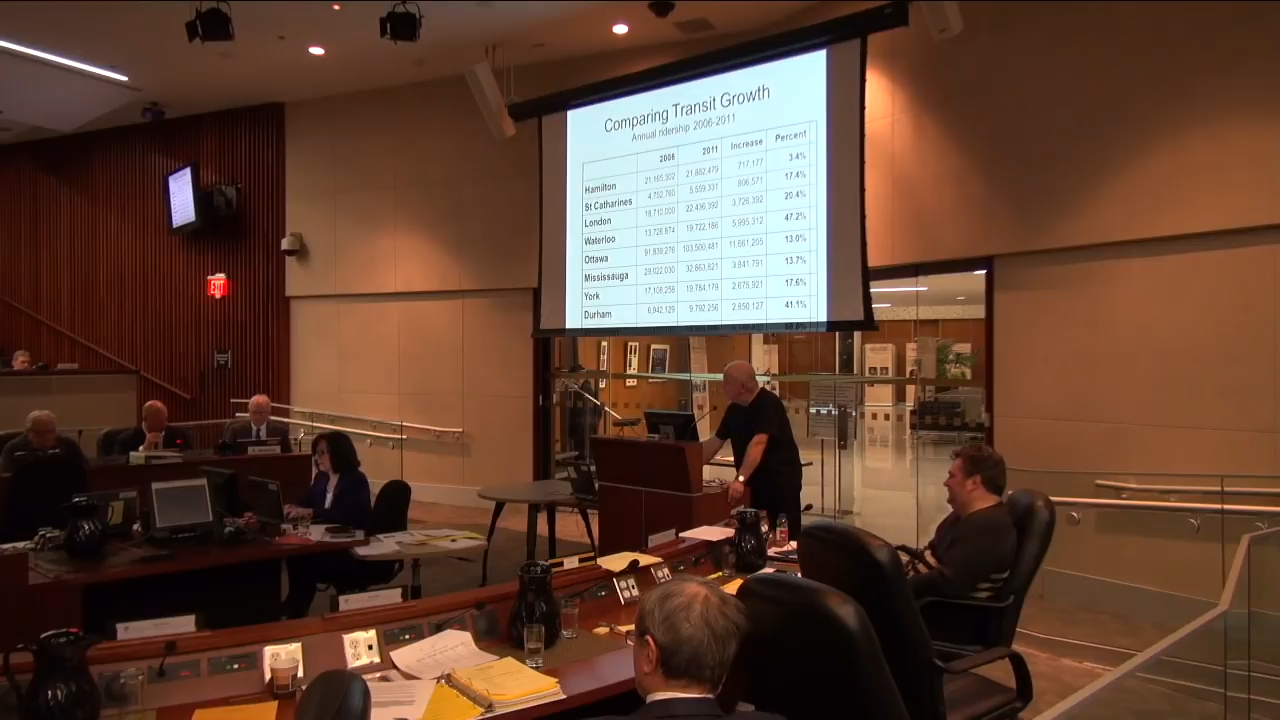 Comparing Transit Growth
Annual ridership 2006-2011
2006 2011 Increase Percent
Hamilton 21,165,302 21,882,479 717,177 3.4%
St Catharines 4,752,760 5,559,331 806,571 17.4%
London 18,710,000 22,436,392 3,726,392 20.4%
Waterloo 13,726,874 19,722,186 5,995,312 47.2%
Ottawa 91,839,276 103,500,481 11,661,205 13.0%
Mississauga 29,022,030 32,863,821 3,841,791 13.7%
York 17,108,258 19,784,179 2,675,921 17.6%
Durham 6,942,129 9,792,256 2,850,127 41.1%
EXIT